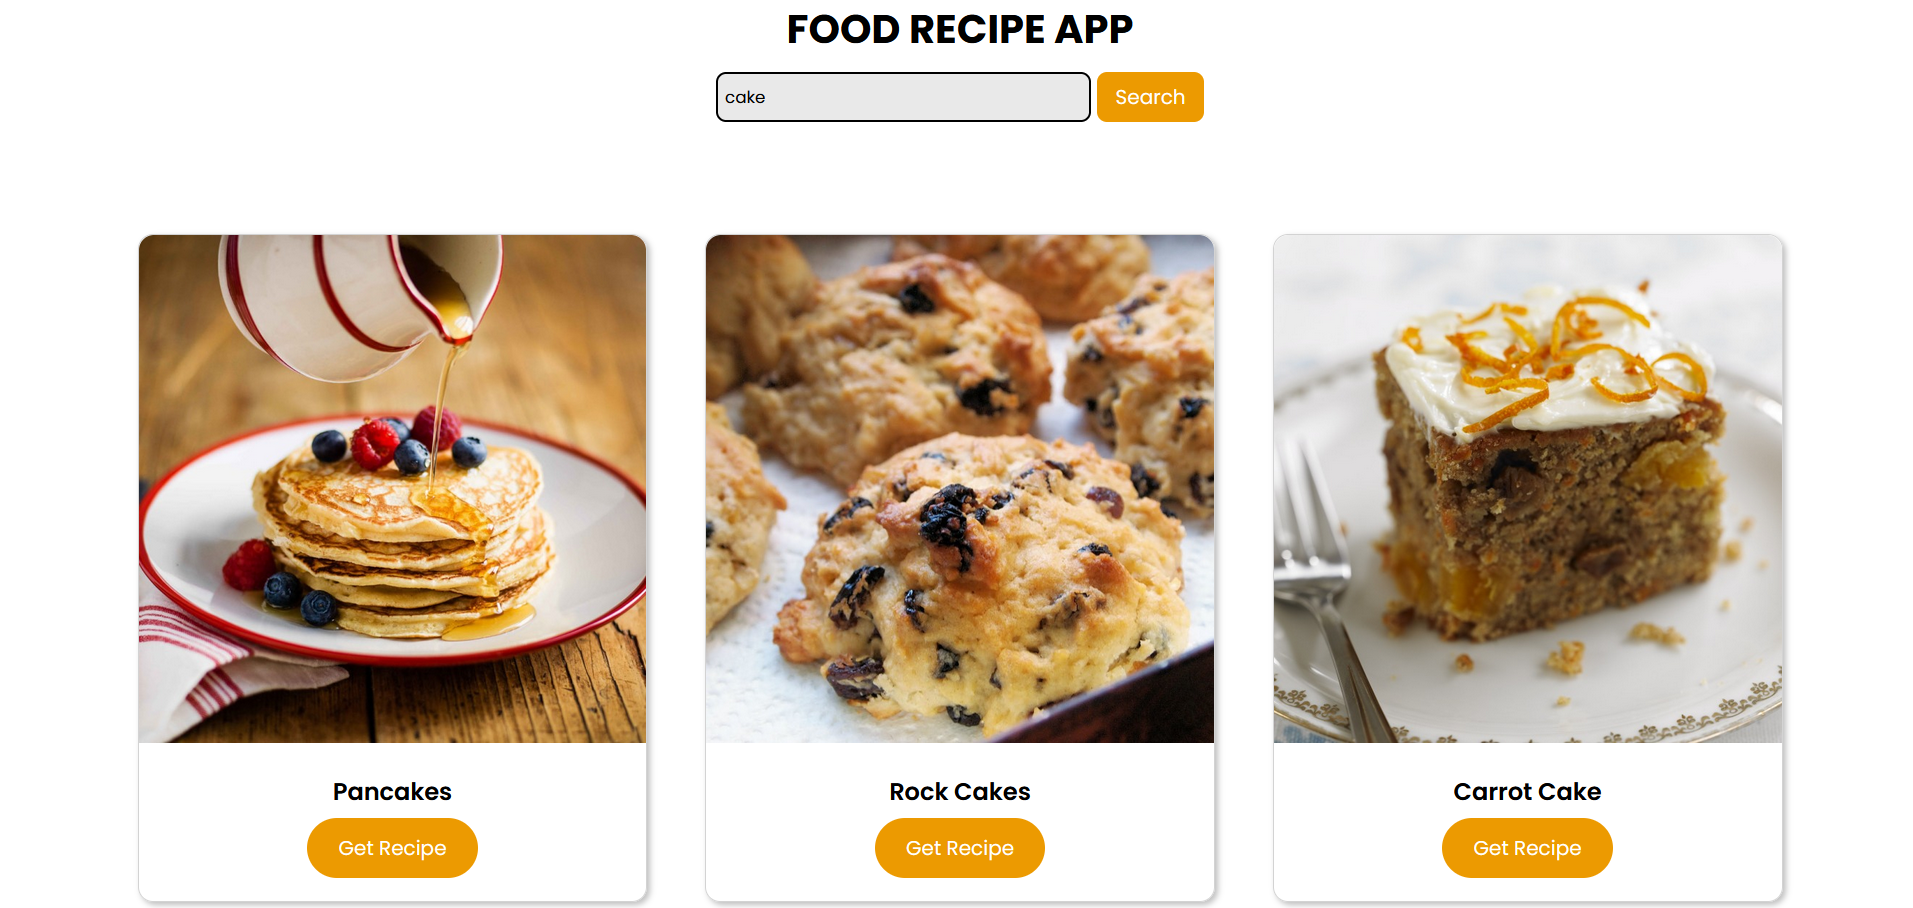 FOOD RECIPE APP
cake
Search
Pancakes
Rock Cakes
Carrot Cake
Get Recipe
Get Recipe
Get Recipe